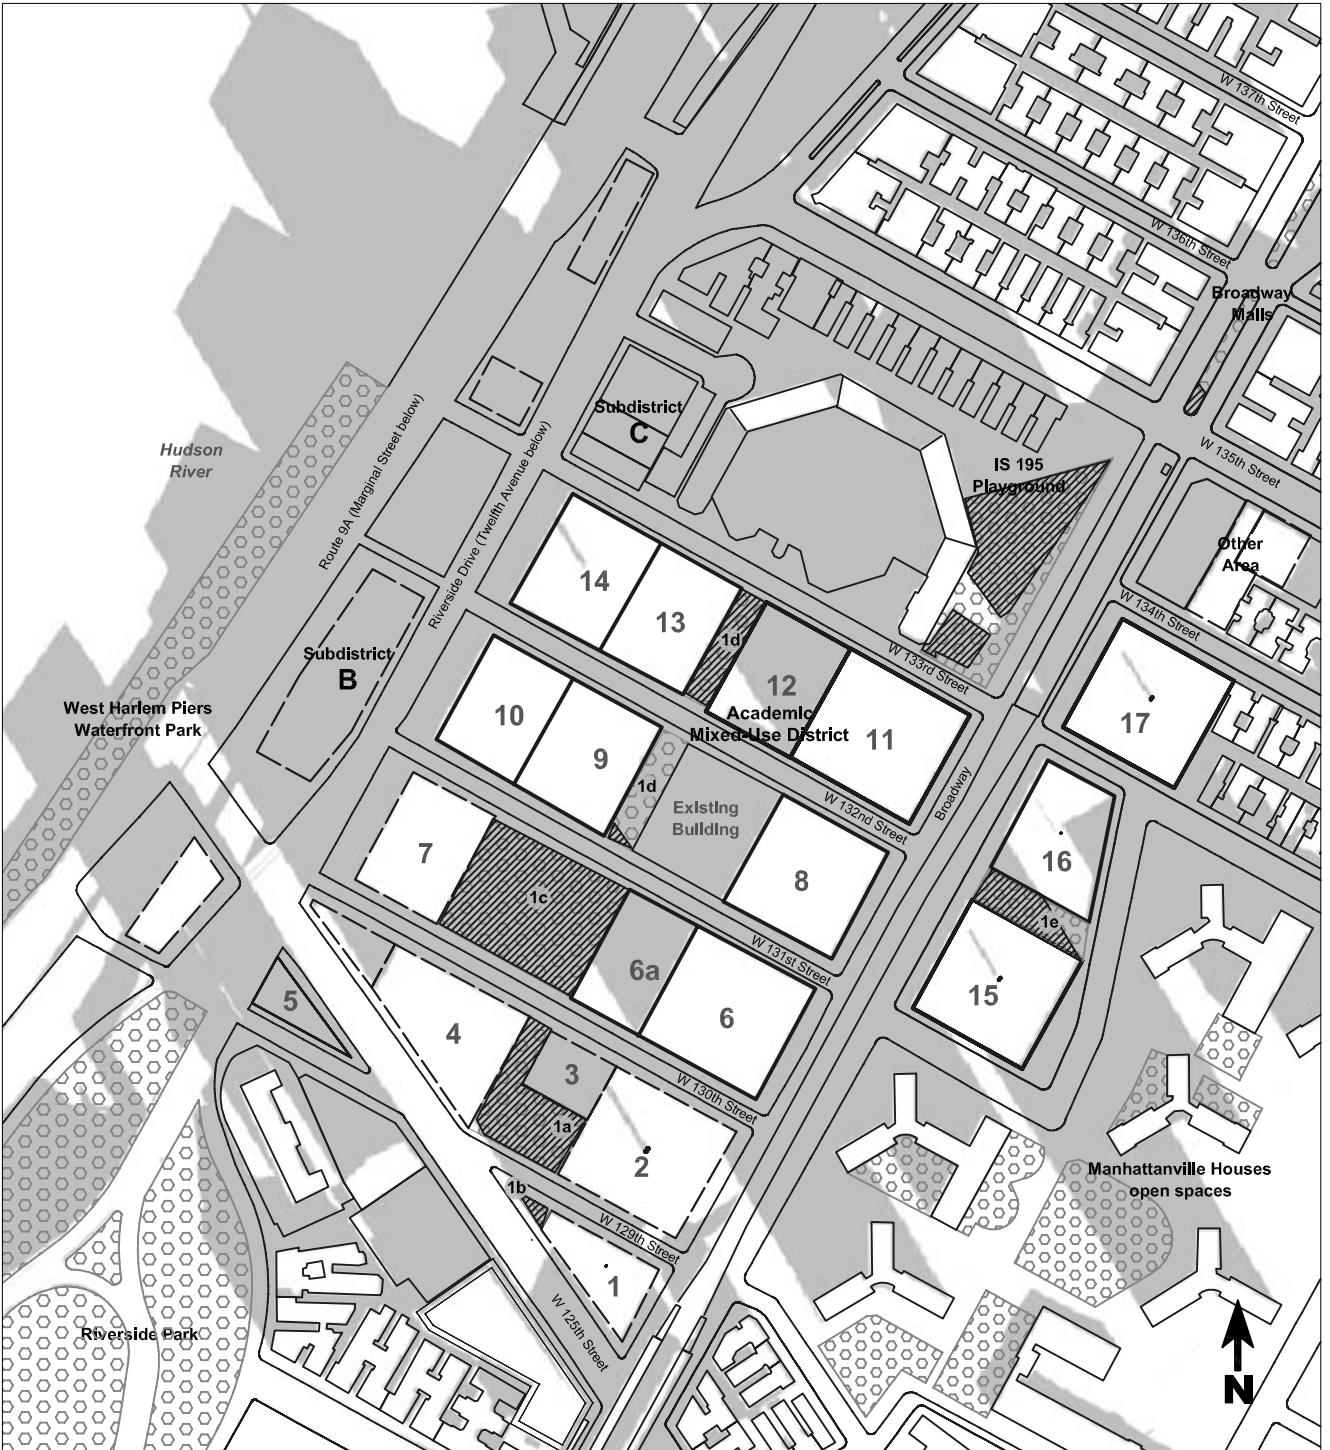 W 137th Street
W 136th Street
Broadway
Malls
Subdistrict
C
W 135th Street
Hudson
River
IS 195
Playground
Route 9A (Marginal Street below)
Riverside Drive (Twelfth Avenue below)
Other
Area
14
13
1d
W 134th Street
Subdistrict
B
12
W 133rd Street
West Harlem Piers
Waterfront Park
10
Academic
Mixed-Use District
11
17
9
1d
Existing
Building
W 132nd Street
Broadway
7
8
16
1c
1e
W 131st Street
6a
5
15
4
6
3
W 130th Street
1a
2
Manhattanville Houses
open spaces
1b
W 129th Street
1
W 125th Street
Riverside Park
N